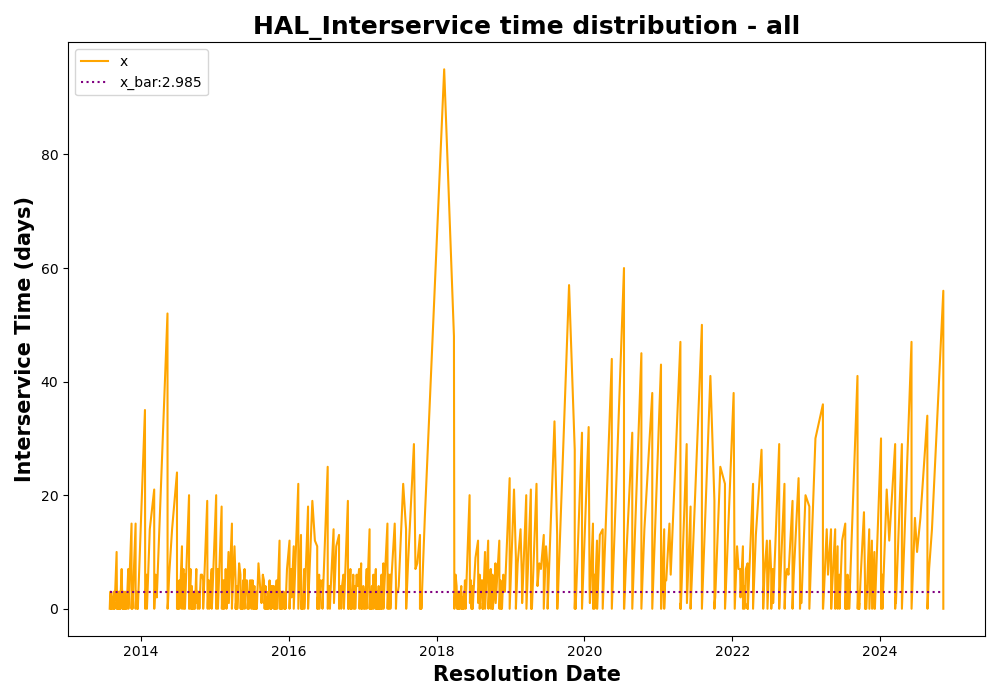 HAL_Interservice time distribution - all
x
x_bar:2.985
Interservice Time (days)
80
60
40
20
0
2014
2016
2018
2020
2022
2024
Resolution Date